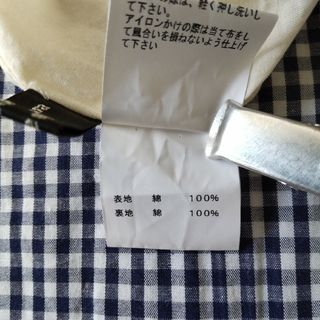 は、軽く押し洗いし
て下さい。
アイロンかけの際は当て布をし
て風合いを損ねないよう仕上げ
て下さい。
表地 綿 100%
裏地 綿 100%